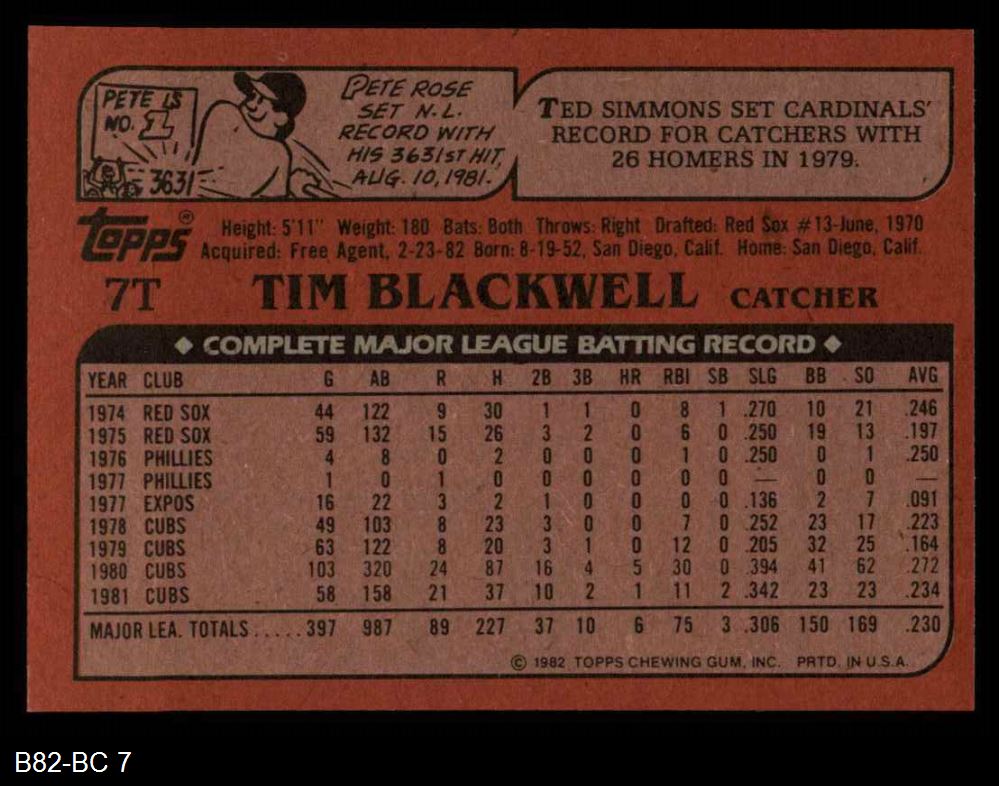 PETE IS
NO. 1
3631
PETE ROSE
SET N.L.
RECORD WITH
HIS 3631ST HIT,
AUG. 10, 1981.
TED SIMMONS SET CARDINALS'
RECORD FOR CATCHERS WITH
26 HOMERS IN 1979.
Topps ®
Height: 5'11" Weight: 180 Bats: Both Throws: Right Drafted: Red Sox #13-June, 1970
Acquired: Free Agent, 2-23-82 Born: 8-19-52, San Diego, Calif. Home: San Diego, Calif.
7T TIM BLACKWELL CATCHER
◆ COMPLETE MAJOR LEAGUE BATTING RECORD ◆
YEAR CLUB G AB R H 2B 3B HR RBI SB SLG BB SO AVG
1974 RED SOX 44 122 9 30 1 1 0 8 1 .270 10 21 .246
1975 RED SOX 59 132 15 26 3 2 0 6 0 .250 19 13 .197
1976 PHILLIES 4 8 0 2 0 0 0 1 0 .250 0 1 .250
1977 PHILLIES 1 0 1 0 0 0 0 0 0 — 0 0 —
1977 EXPOS 16 22 3 2 1 0 0 0 0 .136 2 7 .091
1978 CUBS 49 103 8 23 3 0 0 7 0 .252 23 17 .223
1979 CUBS 63 122 8 20 3 1 0 12 0 .205 32 25 .164
1980 CUBS 103 320 24 87 16 4 5 30 0 .394 41 62 .272
1981 CUBS 58 158 21 37 10 2 1 11 2 .342 23 23 .234
MAJOR LEA. TOTALS.....397 987 89 227 37 10 6 75 3 .306 150 169 .230
© 1982 TOPPS CHEWING GUM, INC. PRTD. IN U.S.A.
B82-BC 7